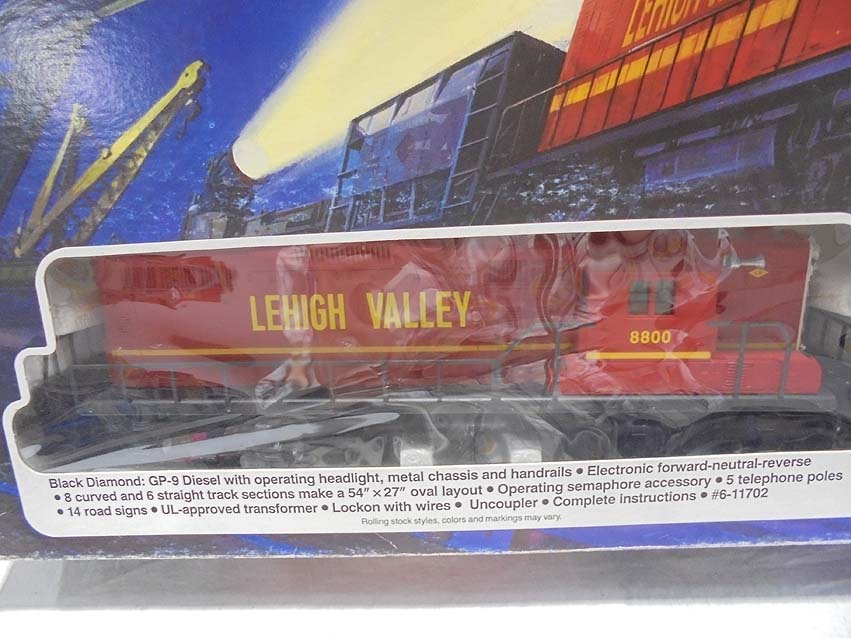 LEHIGH
LEHIGH VALLEY
8800
Black Diamond: GP-9 Diesel with operating headlight, metal chassis and handrails • Electronic forward-neutral-reverse
• 8 curved and 6 straight track sections make a 54" × 27" oval layout • Operating semaphore accessory • 5 telephone poles
• 14 road signs • UL-approved transformer • Lockon with wires • Uncoupler • Complete instructions • #6-11702
Rolling stock styles, colors and markings may vary.